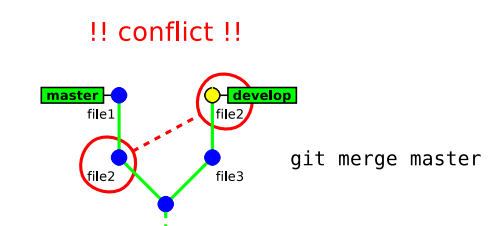 !! conflict !!
master
develop
file1
file2
file2
file3
git merge master